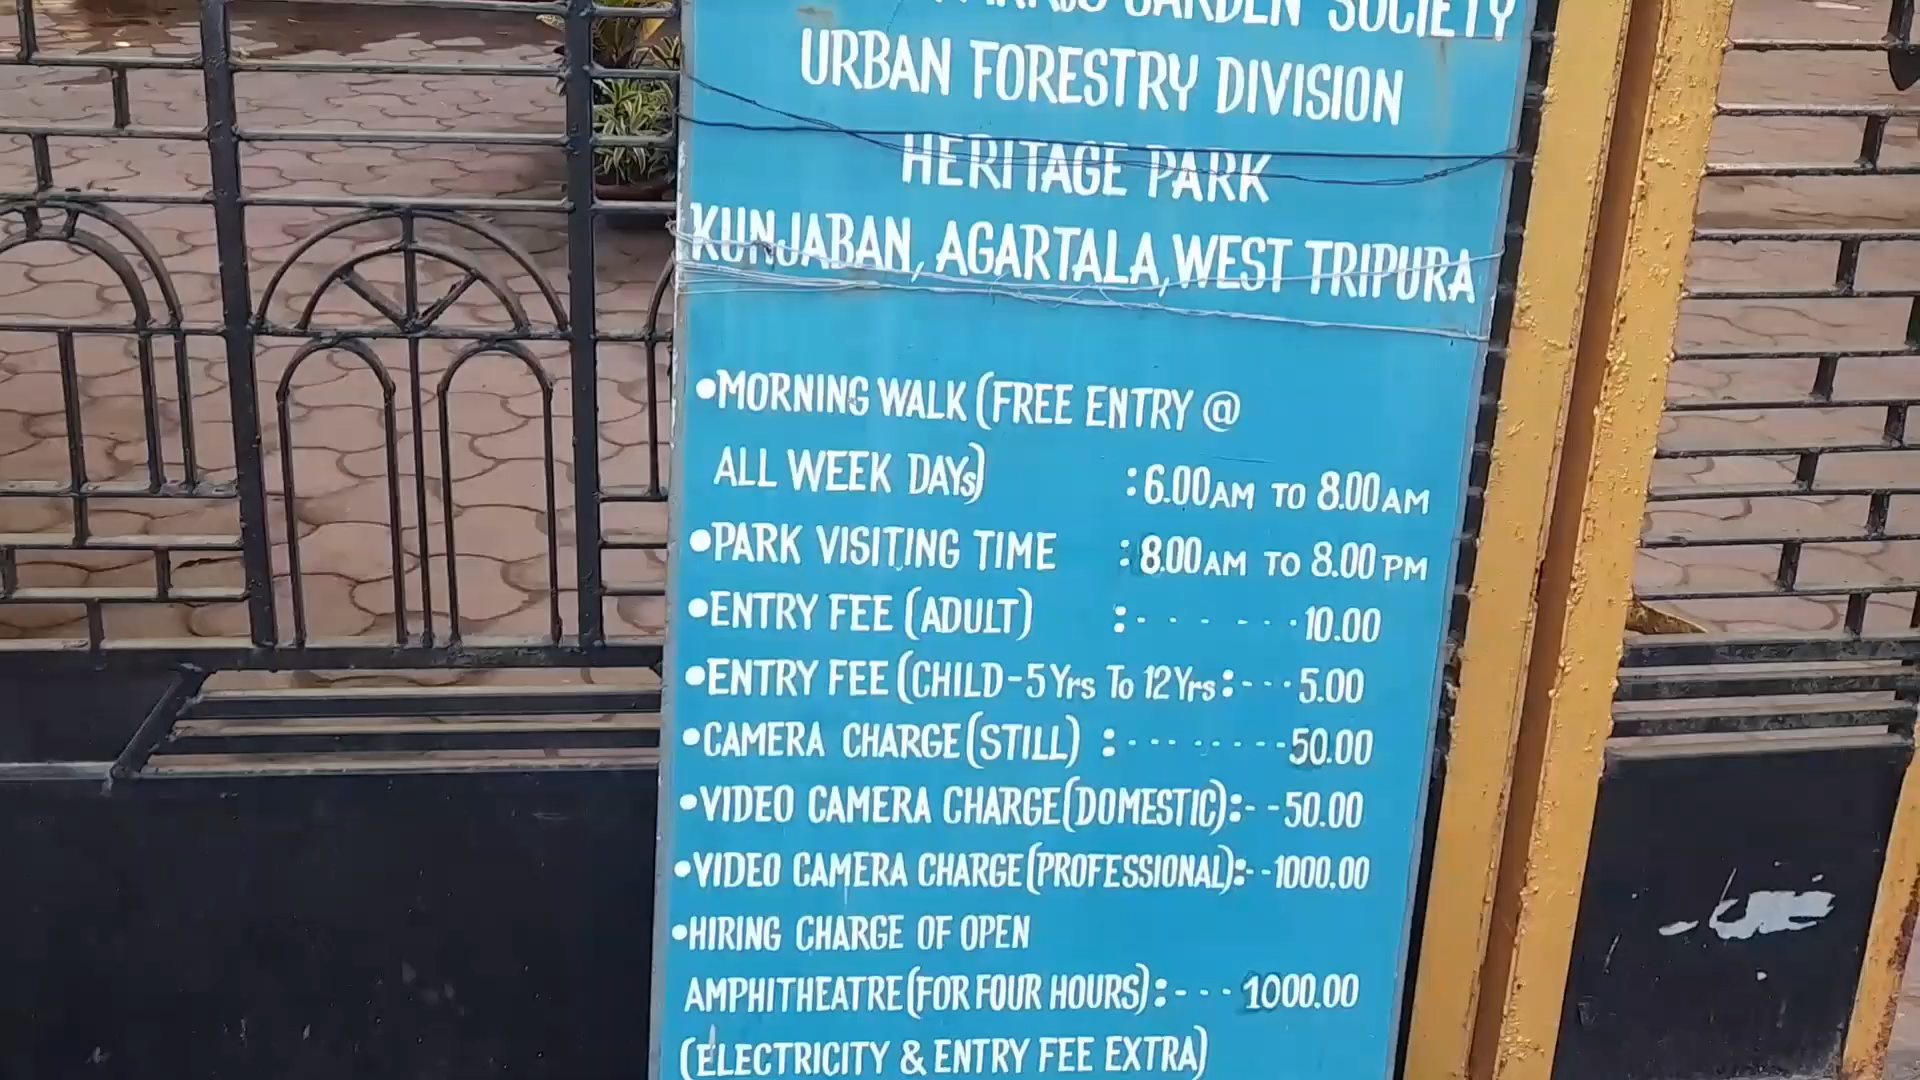 GARDEN SOCIETY
URBAN FORESTRY DIVISION
HERITAGE PARK
KUNJABAN, AGARTALA, WEST TRIPURA
•MORNING WALK (FREE ENTRY @
ALL WEEK DAYs) :6.00AM TO 8.00AM
•PARK VISITING TIME :8.00AM TO 8.00PM
•ENTRY FEE (ADULT) :- - - - - -10.00
•ENTRY FEE (CHILD-5Yrs To 12Yrs:---5.00
•CAMERA CHARGE(STILL) :---------50.00
•VIDEO CAMERA CHARGE(DOMESTIC):--50.00
•VIDEO CAMERA CHARGE(PROFESSIONAL):--1000.00
•HIRING CHARGE OF OPEN
AMPHITHEATRE(FOR FOUR HOURS):---1000.00
(ELECTRICITY & ENTRY FEE EXTRA)